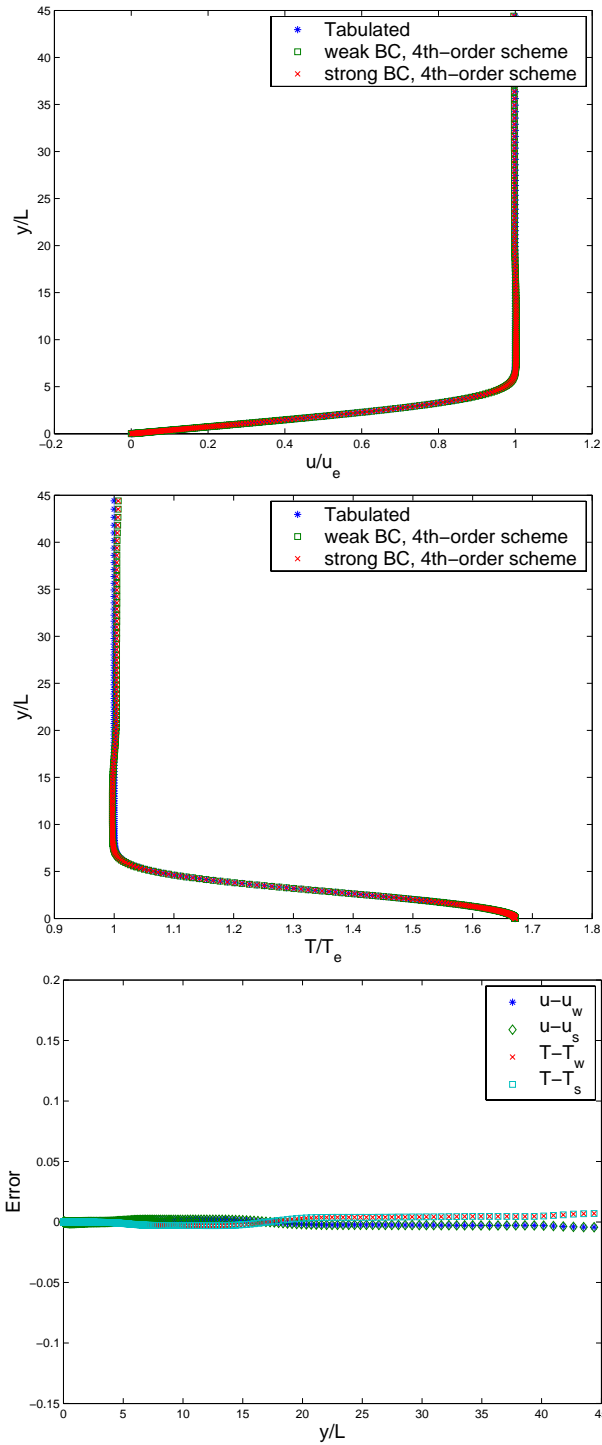 45
40
35
30
25
20
15
10
5
0
y/L
Tabulated
weak BC, 4th−order scheme
strong BC, 4th−order scheme
−0.2 0 0.2 0.4 0.6 0.8 1 1.2
u/u_e
45
40
35
30
25
20
15
10
5
0
y/L
Tabulated
weak BC, 4th−order scheme
strong BC, 4th−order scheme
0.9 1 1.1 1.2 1.3 1.4 1.5 1.6 1.7 1.8
T/T_e
0.2
0.15
0.1
0.05
0
−0.05
−0.1
−0.15
Error
u−u_w
u−u_s
T−T_w
T−T_s
0 5 10 15 20 25 30 35 40 4
y/L